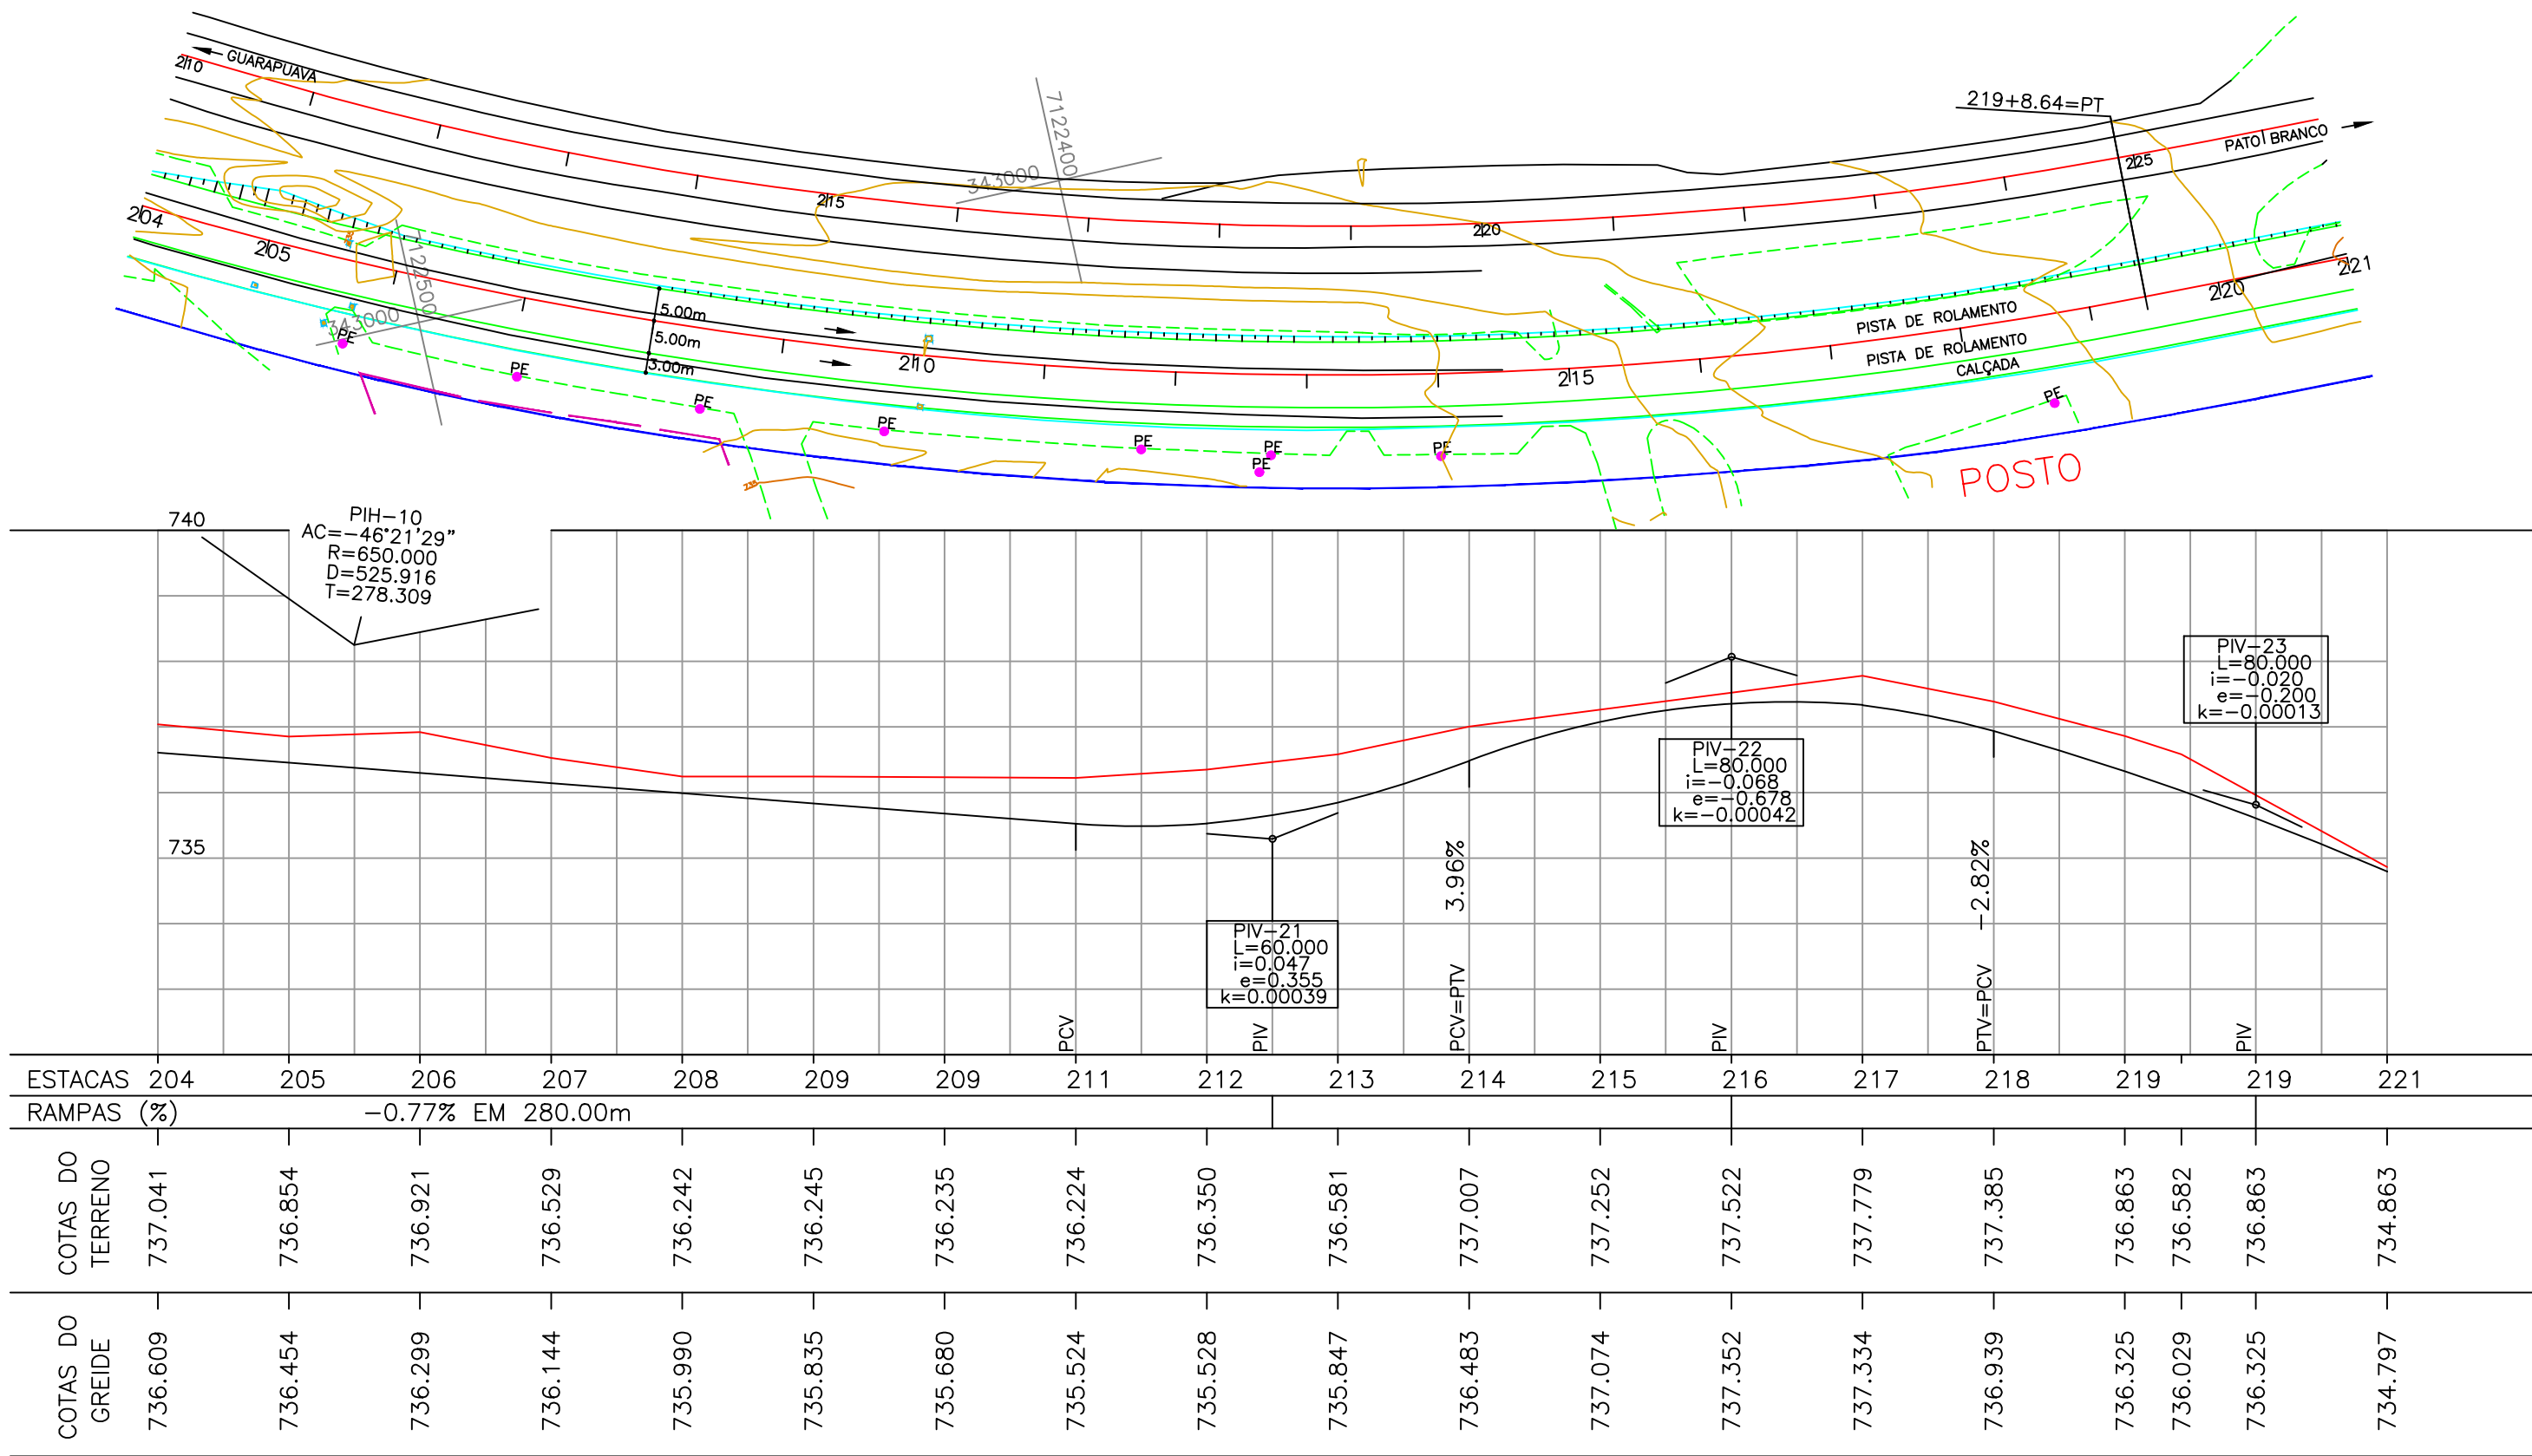 GUARAPUAVA
210
219+8.64=PT
PATO BRANCO
225
7122400
343000
215
220
204
205
7122500
343000
5.00m
5.00m
3.00m
210
215
220
221
PISTA DE ROLAMENTO
PISTA DE ROLAMENTO
CALÇADA
PE
PE
PE
PE
PE
PE
PE
PE
PE
735
POSTO
740
735
PIH-10
AC=-46°21'29"
R=650.000
D=525.916
T=278.309
PIV-23
L=80.000
i=-0.020
e=-0.200
k=-0.00013
PIV-22
L=80.000
i=-0.068
e=-0.678
k=-0.00042
PIV-21
L=60.000
i=0.047
e=0.355
k=0.00039
3.96%
-2.82%
PCV
PIV
PCV=PTV
PIV
PTV=PCV
PIV
ESTACAS 204 205 206 207 208 209 209 211 212 213 214 215 216 217 218 219 219 221
RAMPAS (%) -0.77% EM 280.00m
COTAS DO
TERRENO
737.041 736.854 736.921 736.529 736.242 736.245 736.235 736.224 736.350 736.581 737.007 737.252 737.522 737.779 737.385 736.863 736.582 736.863 734.863
COTAS DO
GREIDE
736.609 736.454 736.299 736.144 735.990 735.835 735.680 735.524 735.528 735.847 736.483 737.074 737.352 737.334 736.939 736.325 736.029 736.325 734.797